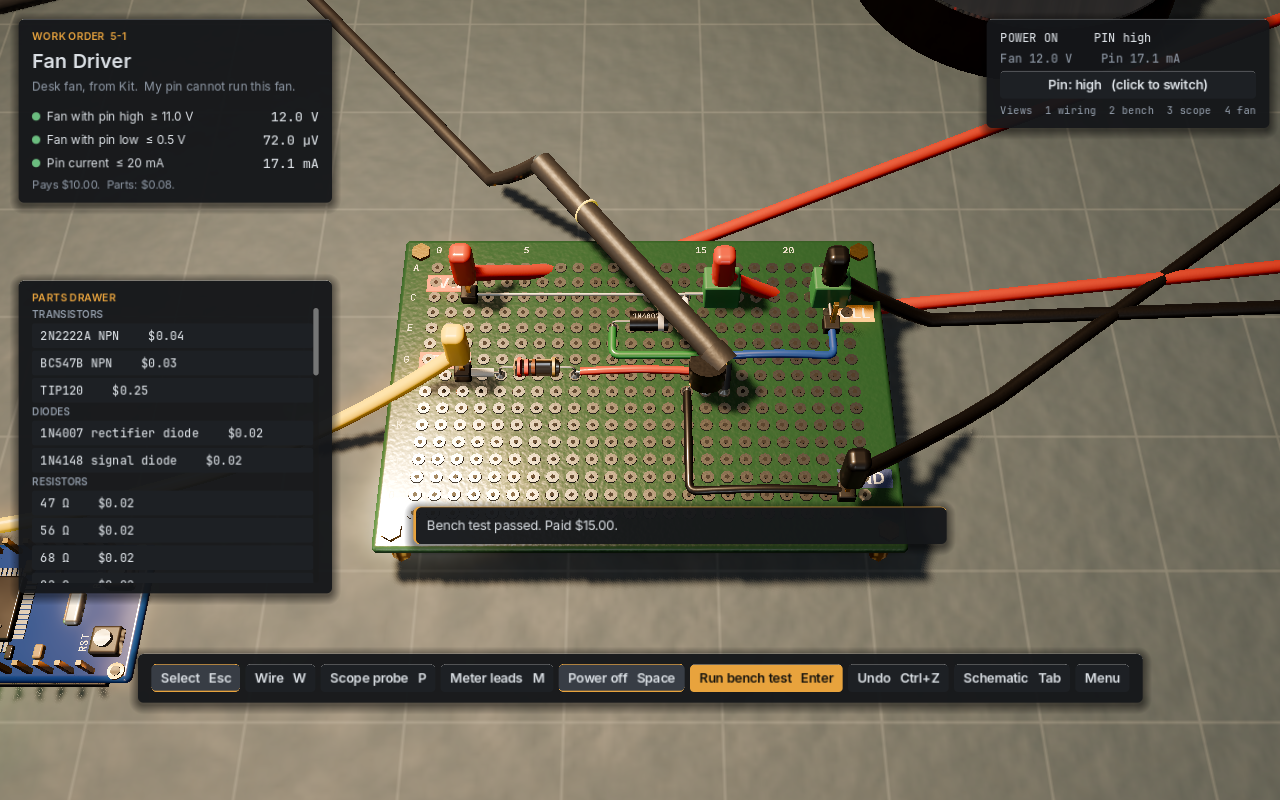 WORK ORDER 5-1
Fan Driver
Desk fan, from Kit. My pin cannot run this fan.
Fan with pin high ≥ 11.0 V 12.0 V
Fan with pin low ≤ 0.5 V 72.0 µV
Pin current ≤ 20 mA 17.1 mA
Pays $10.00. Parts: $0.08.
POWER ON PIN high
Fan 12.0 V Pin 17.1 mA
Pin: high (click to switch)
Views 1 wiring 2 bench 3 scope 4 fan
PARTS DRAWER
TRANSISTORS
2N2222A NPN $0.04
BC547B NPN $0.03
TIP120 $0.25
DIODES
1N4007 rectifier diode $0.02
1N4148 signal diode $0.02
RESISTORS
47 Ω $0.02
56 Ω $0.02
68 Ω $0.02
0 5 15 20
A
C
E
G
RST
Bench test passed. Paid $15.00.
Select Esc
Wire W
Scope probe P
Meter leads M
Power off Space
Run bench test Enter
Undo Ctrl+Z
Schematic Tab
Menu